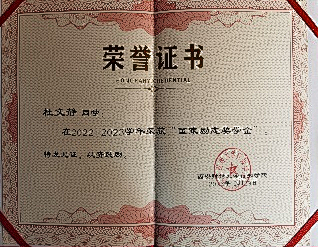 荣誉证书
HONORARY CREDENTIAL
杜文静 同学：
在2022-2023学年荣获“国家励志奖学金”。
特发此证，以资鼓励。